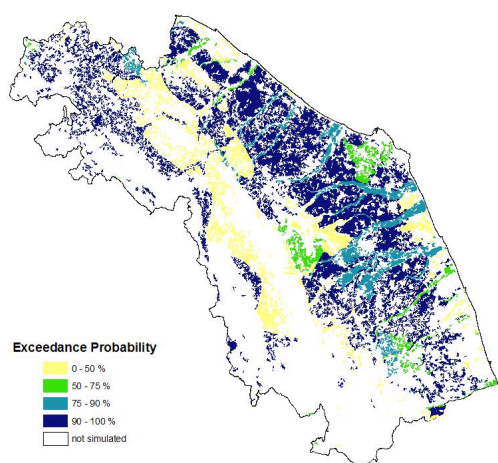 Exceedance Probability
0 - 50 %
50 - 75 %
75 - 90 %
90 - 100 %
not simulated